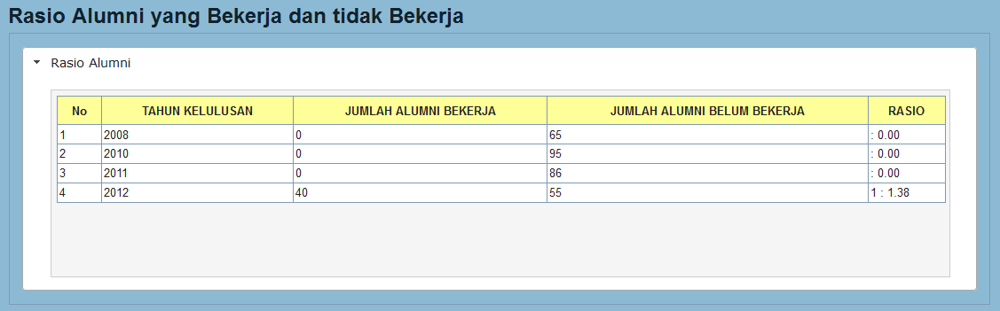 Rasio Alumni yang Bekerja dan tidak Bekerja
Rasio Alumni
No TAHUN KELULUSAN JUMLAH ALUMNI BEKERJA JUMLAH ALUMNI BELUM BEKERJA RASIO
1 2008 0 65 : 0.00
2 2010 0 95 : 0.00
3 2011 0 86 : 0.00
4 2012 40 55 1 : 1.38